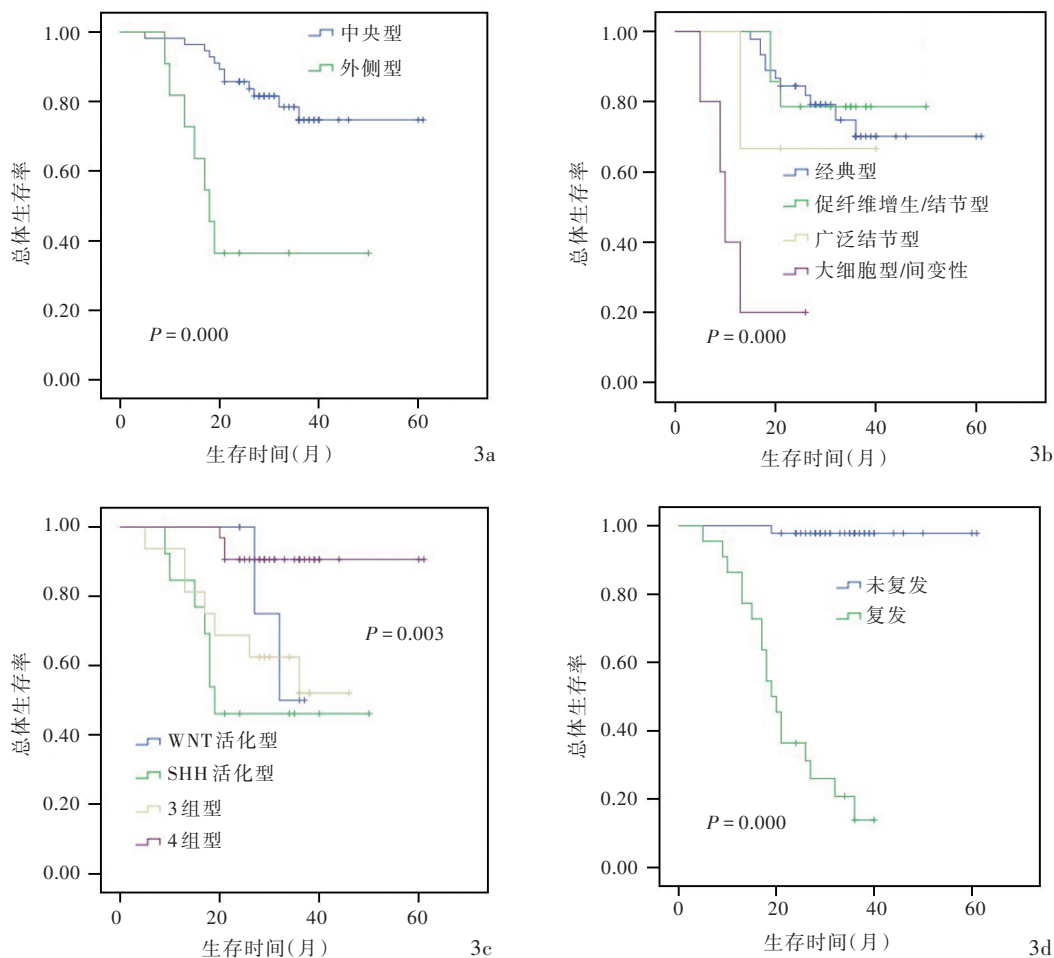 1.00
0.80
0.60
0.40
0.20
0.00
总体生存率
中央型
外侧型
P = 0.000
0 20 40 60
生存时间(月)
3a
1.00
0.80
0.60
0.40
0.20
0.00
总体生存率
经典型
促纤维增生/结节型
广泛结节型
大细胞型/间变性
P = 0.000
0 20 40 60
生存时间(月)
3b
1.00
0.80
0.60
0.40
0.20
0.00
总体生存率
P = 0.003
WNT活化型
SHH活化型
3组型
4组型
0 20 40 60
生存时间(月)
3c
1.00
0.80
0.60
0.40
0.20
0.00
总体生存率
未复发
复发
P = 0.000
0 20 40 60
生存时间(月)
3d